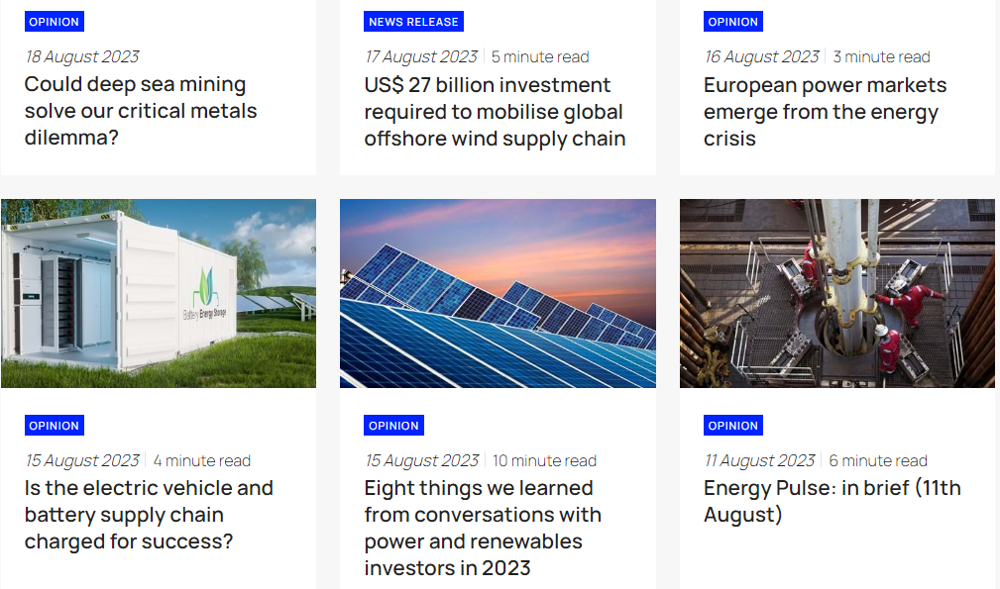 OPINION
18 August 2023
Could deep sea mining
solve our critical metals
dilemma?
NEWS RELEASE
17 August 2023 5 minute read
US$ 27 billion investment
required to mobilise global
offshore wind supply chain
OPINION
16 August 2023 3 minute read
European power markets
emerge from the energy
crisis
Battery Energy Storage
OPINION
15 August 2023 4 minute read
Is the electric vehicle and
battery supply chain
charged for success?
OPINION
15 August 2023 10 minute read
Eight things we learned
from conversations with
power and renewables
investors in 2023
OPINION
11 August 2023 6 minute read
Energy Pulse: in brief (11th
August)